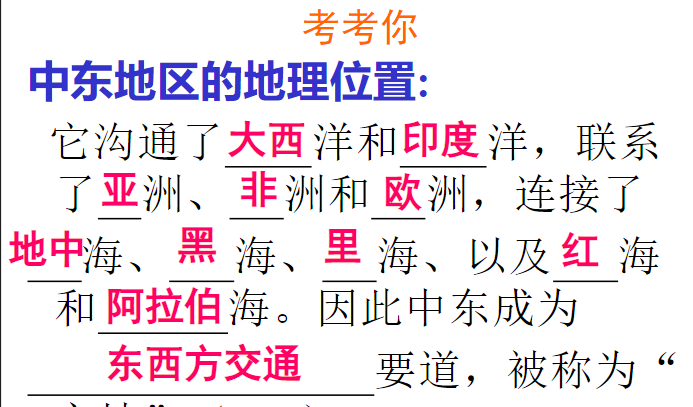 考考你
中东地区的地理位置:
它沟通了大西洋和印度洋，联系
了亚洲、非洲和欧洲，连接了
地中海、黑海、里海、以及红海
和阿拉伯海。因此中东成为
东西方交通要道，被称为“